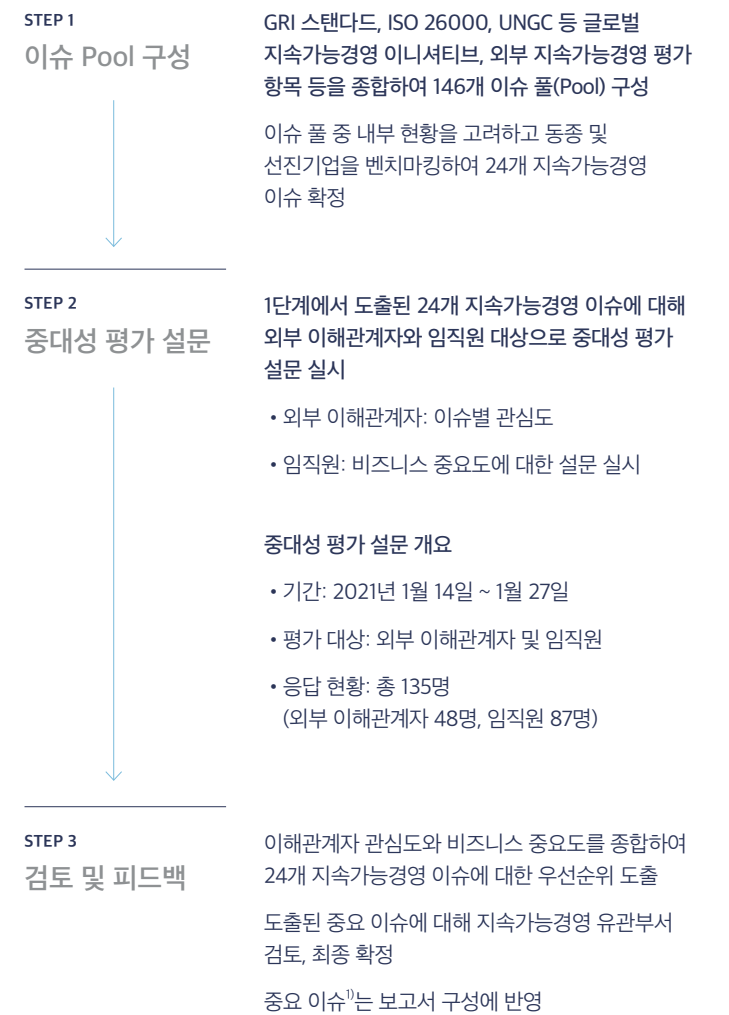 STEP 1
이슈 Pool 구성
GRI 스탠다드, ISO 26000, UNGC 등 글로벌
지속가능경영 이니셔티브, 외부 지속가능경영 평가
항목 등을 종합하여 146개 이슈 풀(Pool) 구성
이슈 풀 중 내부 현황을 고려하고 동종 및
선진기업을 벤치마킹하여 24개 지속가능경영
이슈 확정
STEP 2
중대성 평가 설문
1단계에서 도출된 24개 지속가능경영 이슈에 대해
외부 이해관계자와 임직원 대상으로 중대성 평가
설문 실시
• 외부 이해관계자: 이슈별 관심도
• 임직원: 비즈니스 중요도에 대한 설문 실시
중대성 평가 설문 개요
• 기간: 2021년 1월 14일 ~ 1월 27일
• 평가 대상: 외부 이해관계자 및 임직원
• 응답 현황: 총 135명
(외부 이해관계자 48명, 임직원 87명)
STEP 3
검토 및 피드백
이해관계자 관심도와 비즈니스 중요도를 종합하여
24개 지속가능경영 이슈에 대한 우선순위 도출
도출된 중요 이슈에 대해 지속가능경영 유관부서
검토, 최종 확정
중요 이슈1)는 보고서 구성에 반영